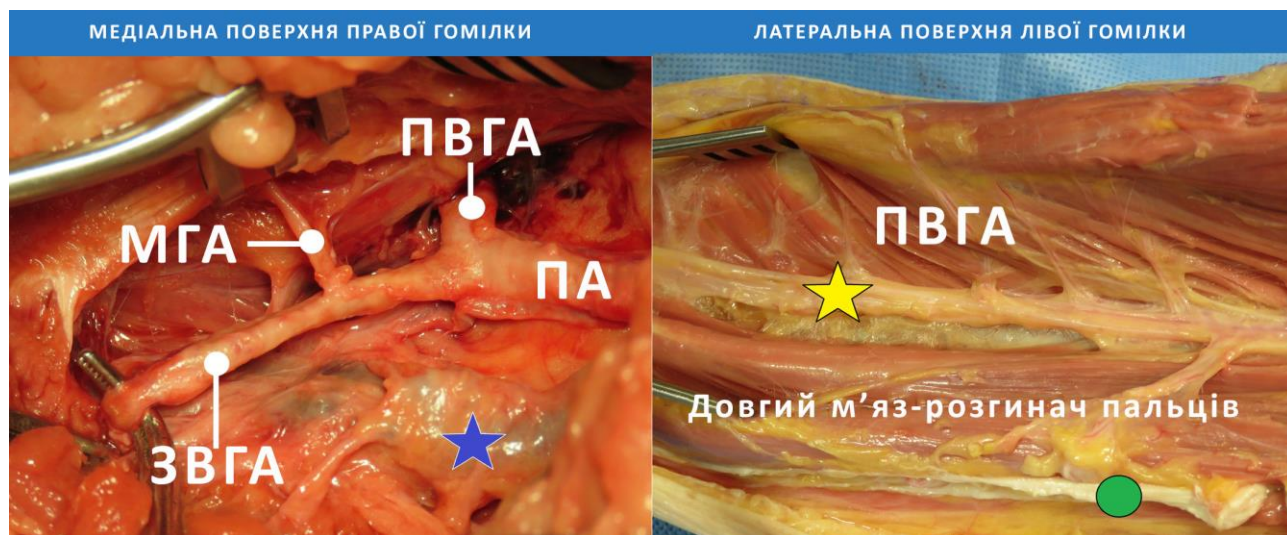 МЕДІАЛЬНА ПОВЕРХНЯ ПРАВОЇ ГОМІЛКИ
ЛАТЕРАЛЬНА ПОВЕРХНЯ ЛІВОЇ ГОМІЛКИ
ПВГА
МГА
ПА
ЗВГА
ПВГА
Довгий м’яз-розгинач пальців